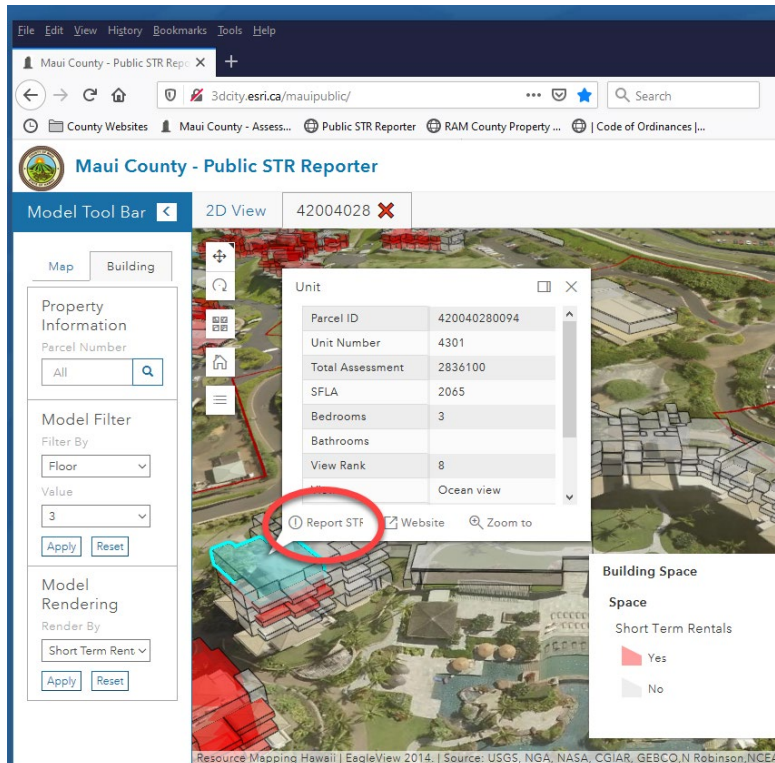 File Edit View History Bookmarks Tools Help
Maui County - Public STR Repo
3dcity.esri.ca/mauipublic/
Search
County Websites Maui County - Assess... Public STR Reporter RAM County Property ... | Code of Ordinances |...
Maui County - Public STR Reporter
Model Tool Bar
2D View 42004028
Map Building
Property
Information
Parcel Number
All
Model Filter
Filter By
Floor
Value
3
Apply Reset
Model
Rendering
Render By
Short Term Rent
Apply Reset
Unit
Parcel ID 420040280094
Unit Number 4301
Total Assessment 2836100
SFLA 2065
Bedrooms 3
Bathrooms
View Rank 8
Ocean view
Report STR Website Zoom to
Building Space
Space
Short Term Rentals
Yes
No
Resource Mapping Hawaii | EagleView 2014. | Source: USGS, NGA, NASA, CGIAR, GEBCO,N Robinson,NCEA